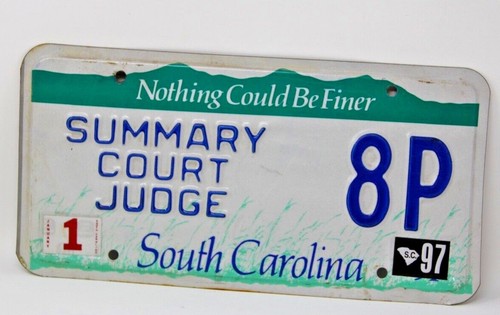 Nothing Could Be Finer
SUMMARY
COURT
JUDGE
8P
1
S.C. 97
South Carolina